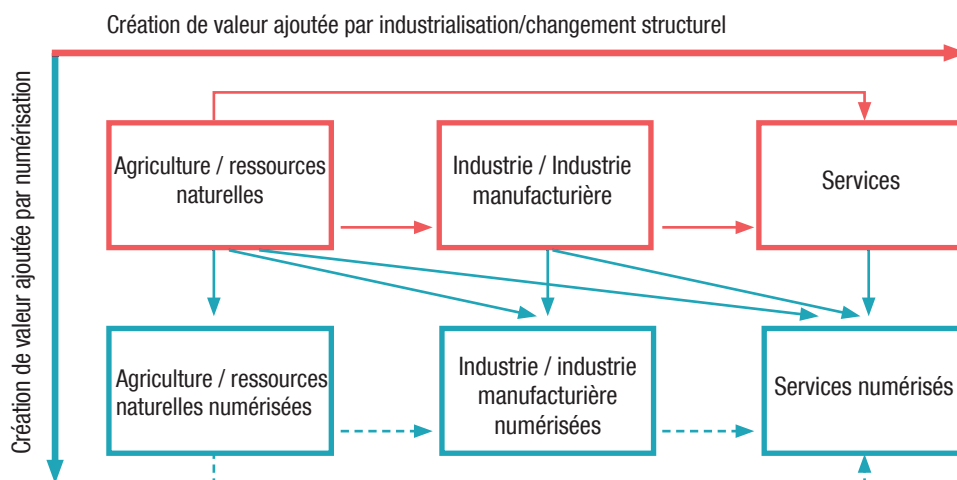 Création de valeur ajoutée par industrialisation/changement structurel
Création de valeur ajoutée par numérisation
Agriculture / ressources
naturelles
Industrie / Industrie
manufacturière
Services
Agriculture / ressources
naturelles numérisées
Industrie / industrie
manufacturière
numérisées
Services numérisés